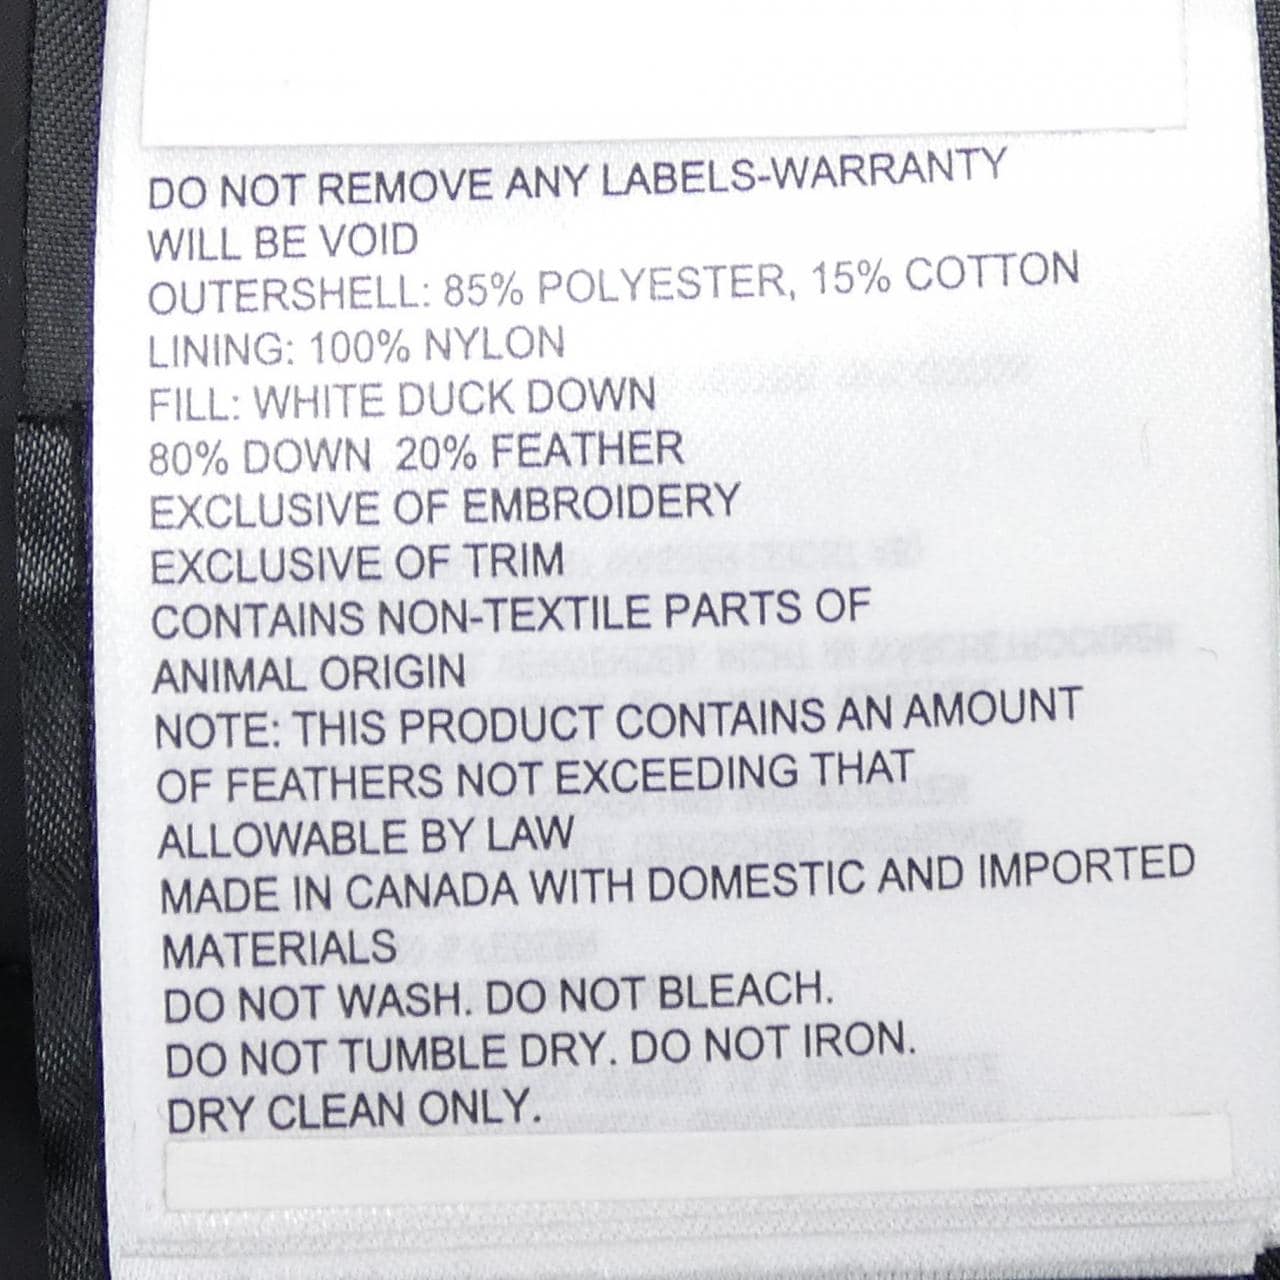 DO NOT REMOVE ANY LABELS-WARRANTY
WILL BE VOID
OUTERSHELL: 85% POLYESTER, 15% COTTON
LINING: 100% NYLON
FILL: WHITE DUCK DOWN
80% DOWN 20% FEATHER
EXCLUSIVE OF EMBROIDERY
EXCLUSIVE OF TRIM
CONTAINS NON-TEXTILE PARTS OF
ANIMAL ORIGIN
NOTE: THIS PRODUCT CONTAINS AN AMOUNT
OF FEATHERS NOT EXCEEDING THAT
ALLOWABLE BY LAW
MADE IN CANADA WITH DOMESTIC AND IMPORTED
MATERIALS
DO NOT WASH. DO NOT BLEACH.
DO NOT TUMBLE DRY. DO NOT IRON.
DRY CLEAN ONLY.